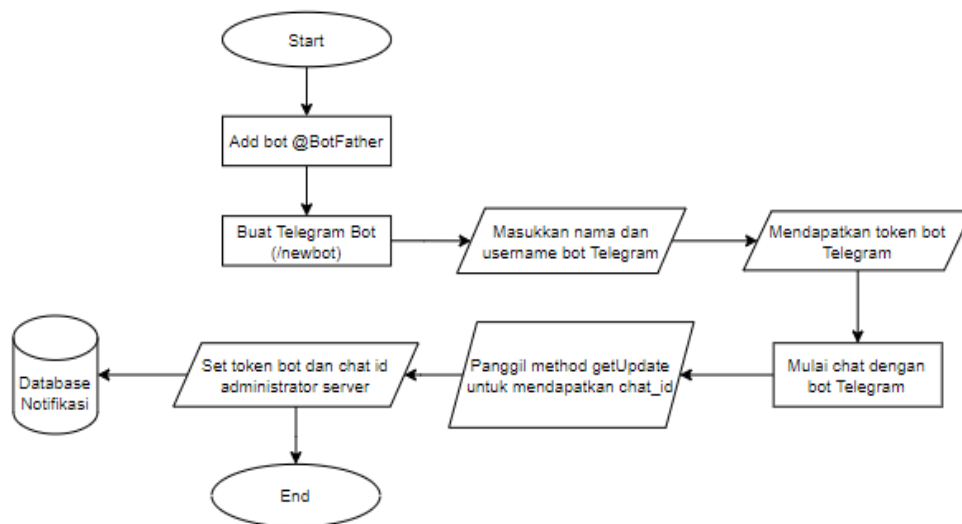 Start
Add bot @BotFather
Buat Telegram Bot
(/newbot)
Masukkan nama dan
username bot Telegram
Mendapatkan token bot
Telegram
Mulai chat dengan
bot Telegram
Panggil method getUpdate
untuk mendapatkan chat_id
Set token bot dan chat id
administrator server
Database
Notifikasi
End